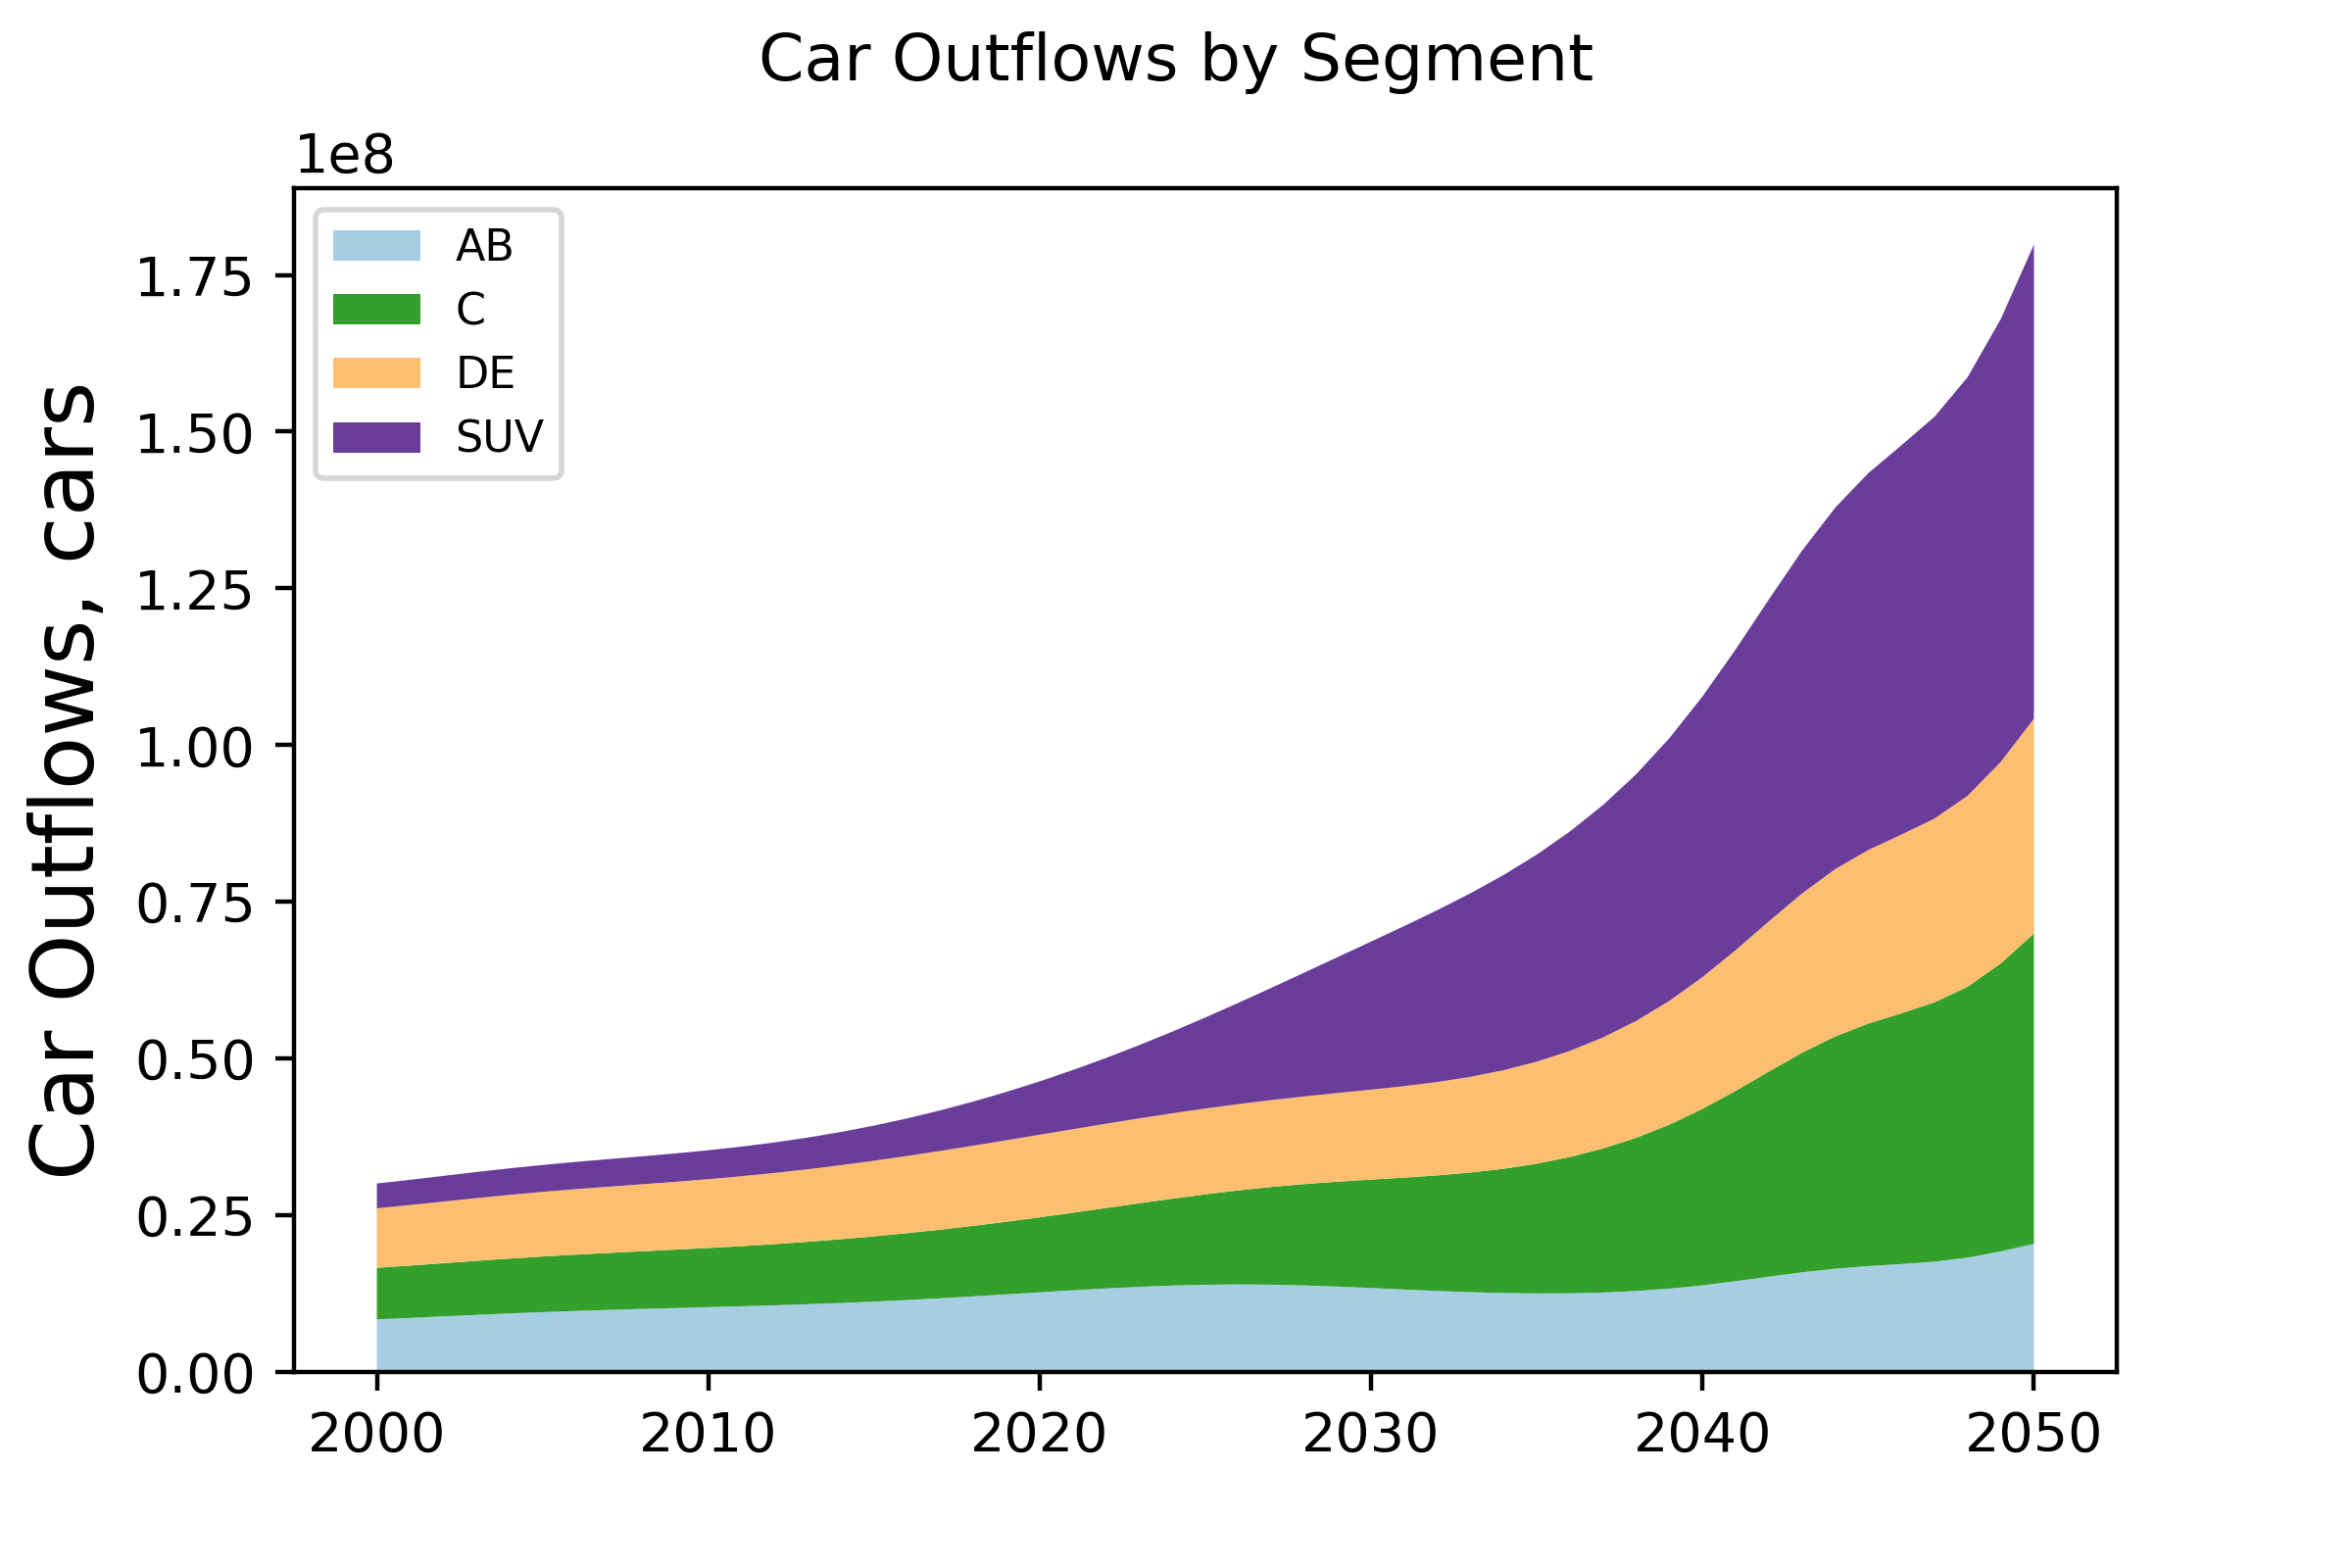 Car Outflows by Segment
1e8
AB
C
DE
SUV
Car Outflows, cars
1.75
1.50
1.25
1.00
0.75
0.50
0.25
0.00
2000 2010 2020 2030 2040 2050